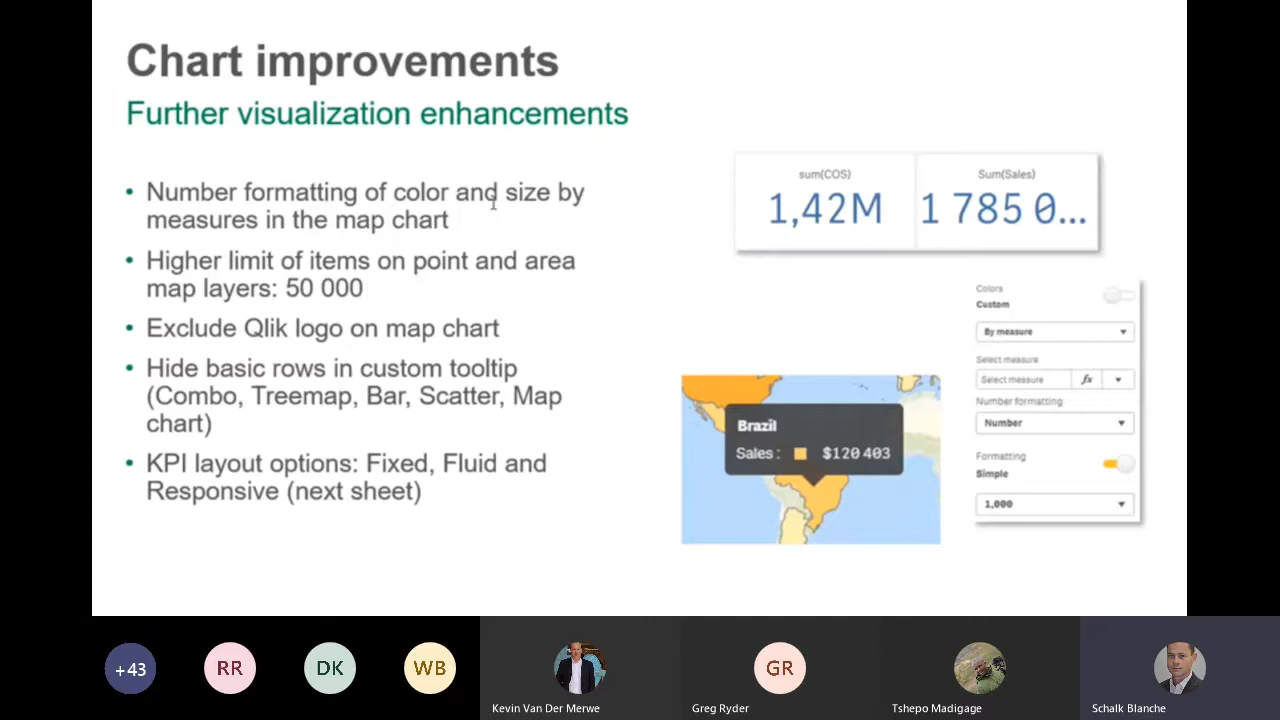 Chart improvements
Further visualization enhancements
• Number formatting of color and size by
measures in the map chart
• Higher limit of items on point and area
map layers: 50 000
• Exclude Qlik logo on map chart
• Hide basic rows in custom tooltip
(Combo, Treemap, Bar, Scatter, Map
chart)
• KPI layout options: Fixed, Fluid and
Responsive (next sheet)
sum(COS)
1,42M
Sum(Sales)
1 785 0...
Brazil
Sales : $120 403
Colors
Custom
By measure
Select measure
Select measure fx
Number formatting
Number
Formatting
Simple
1,000
+43
RR
DK
WB
GR
Kevin Van Der Merwe
Greg Ryder
Tshepo Madigage
Schalk Blanche